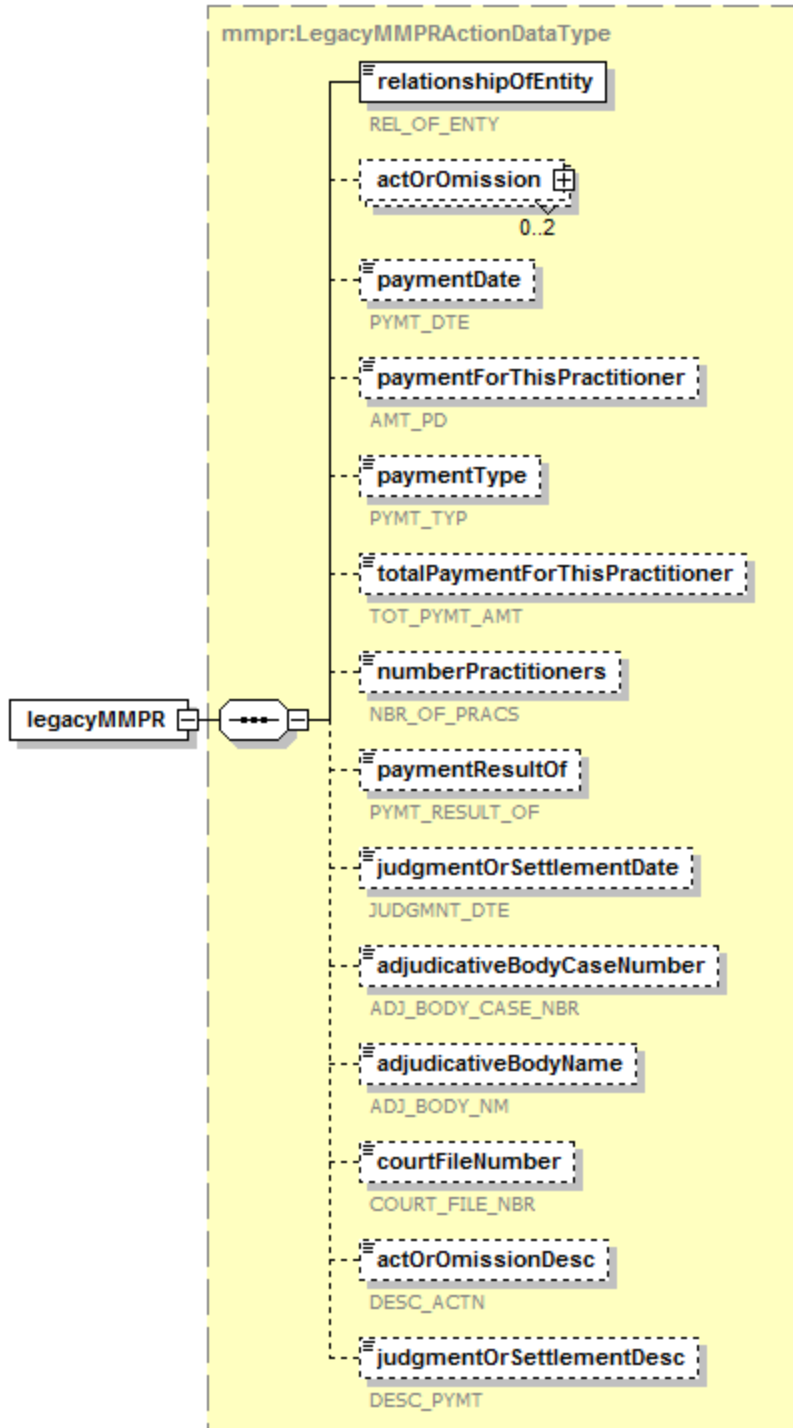 mmpr:LegacyMMPRActionDataType
relationshipOfEntity
REL_OF_ENTY
actOrOmission
0..2
paymentDate
PYMT_DTE
paymentForThisPractitioner
AMT_PD
paymentType
PYMT_TYP
totalPaymentForThisPractitioner
TOT_PYMT_AMT
numberPractitioners
NBR_OF_PRACS
legacyMMPR
paymentResultOf
PYMT_RESULT_OF
judgmentOrSettlementDate
JUDGMNT_DTE
adjudicativeBodyCaseNumber
ADJ_BODY_CASE_NBR
adjudicativeBodyName
ADJ_BODY_NM
courtFileNumber
COURT_FILE_NBR
actOrOmissionDesc
DESC_ACTN
judgmentOrSettlementDesc
DESC_PYMT